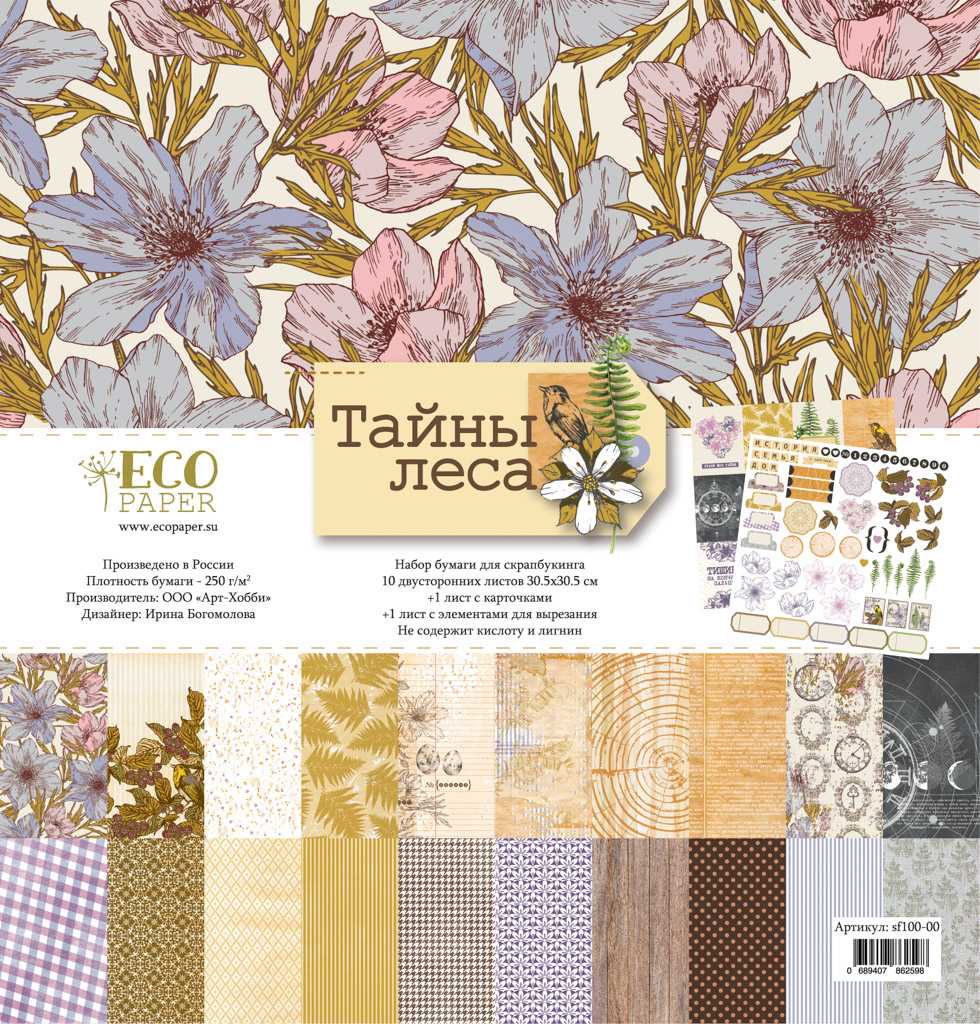 Тайны
леса
ECO
PAPER
www.ecopaper.su
Произведено в России
Плотность бумаги - 250 г/м²
Производитель: ООО «Арт-Хобби»
Дизайнер: Ирина Богомолова
Набор бумаги для скрапбукинга
10 двусторонних листов 30.5х30.5 см
+1 лист с карточками
+1 лист с элементами для вырезания
Не содержит кислоту и лигнин
ИСТОРИЯ
СЕМЬЯ
ДОМ
№1234567890
№{
Артикул: sf100-00
0 689407 862598